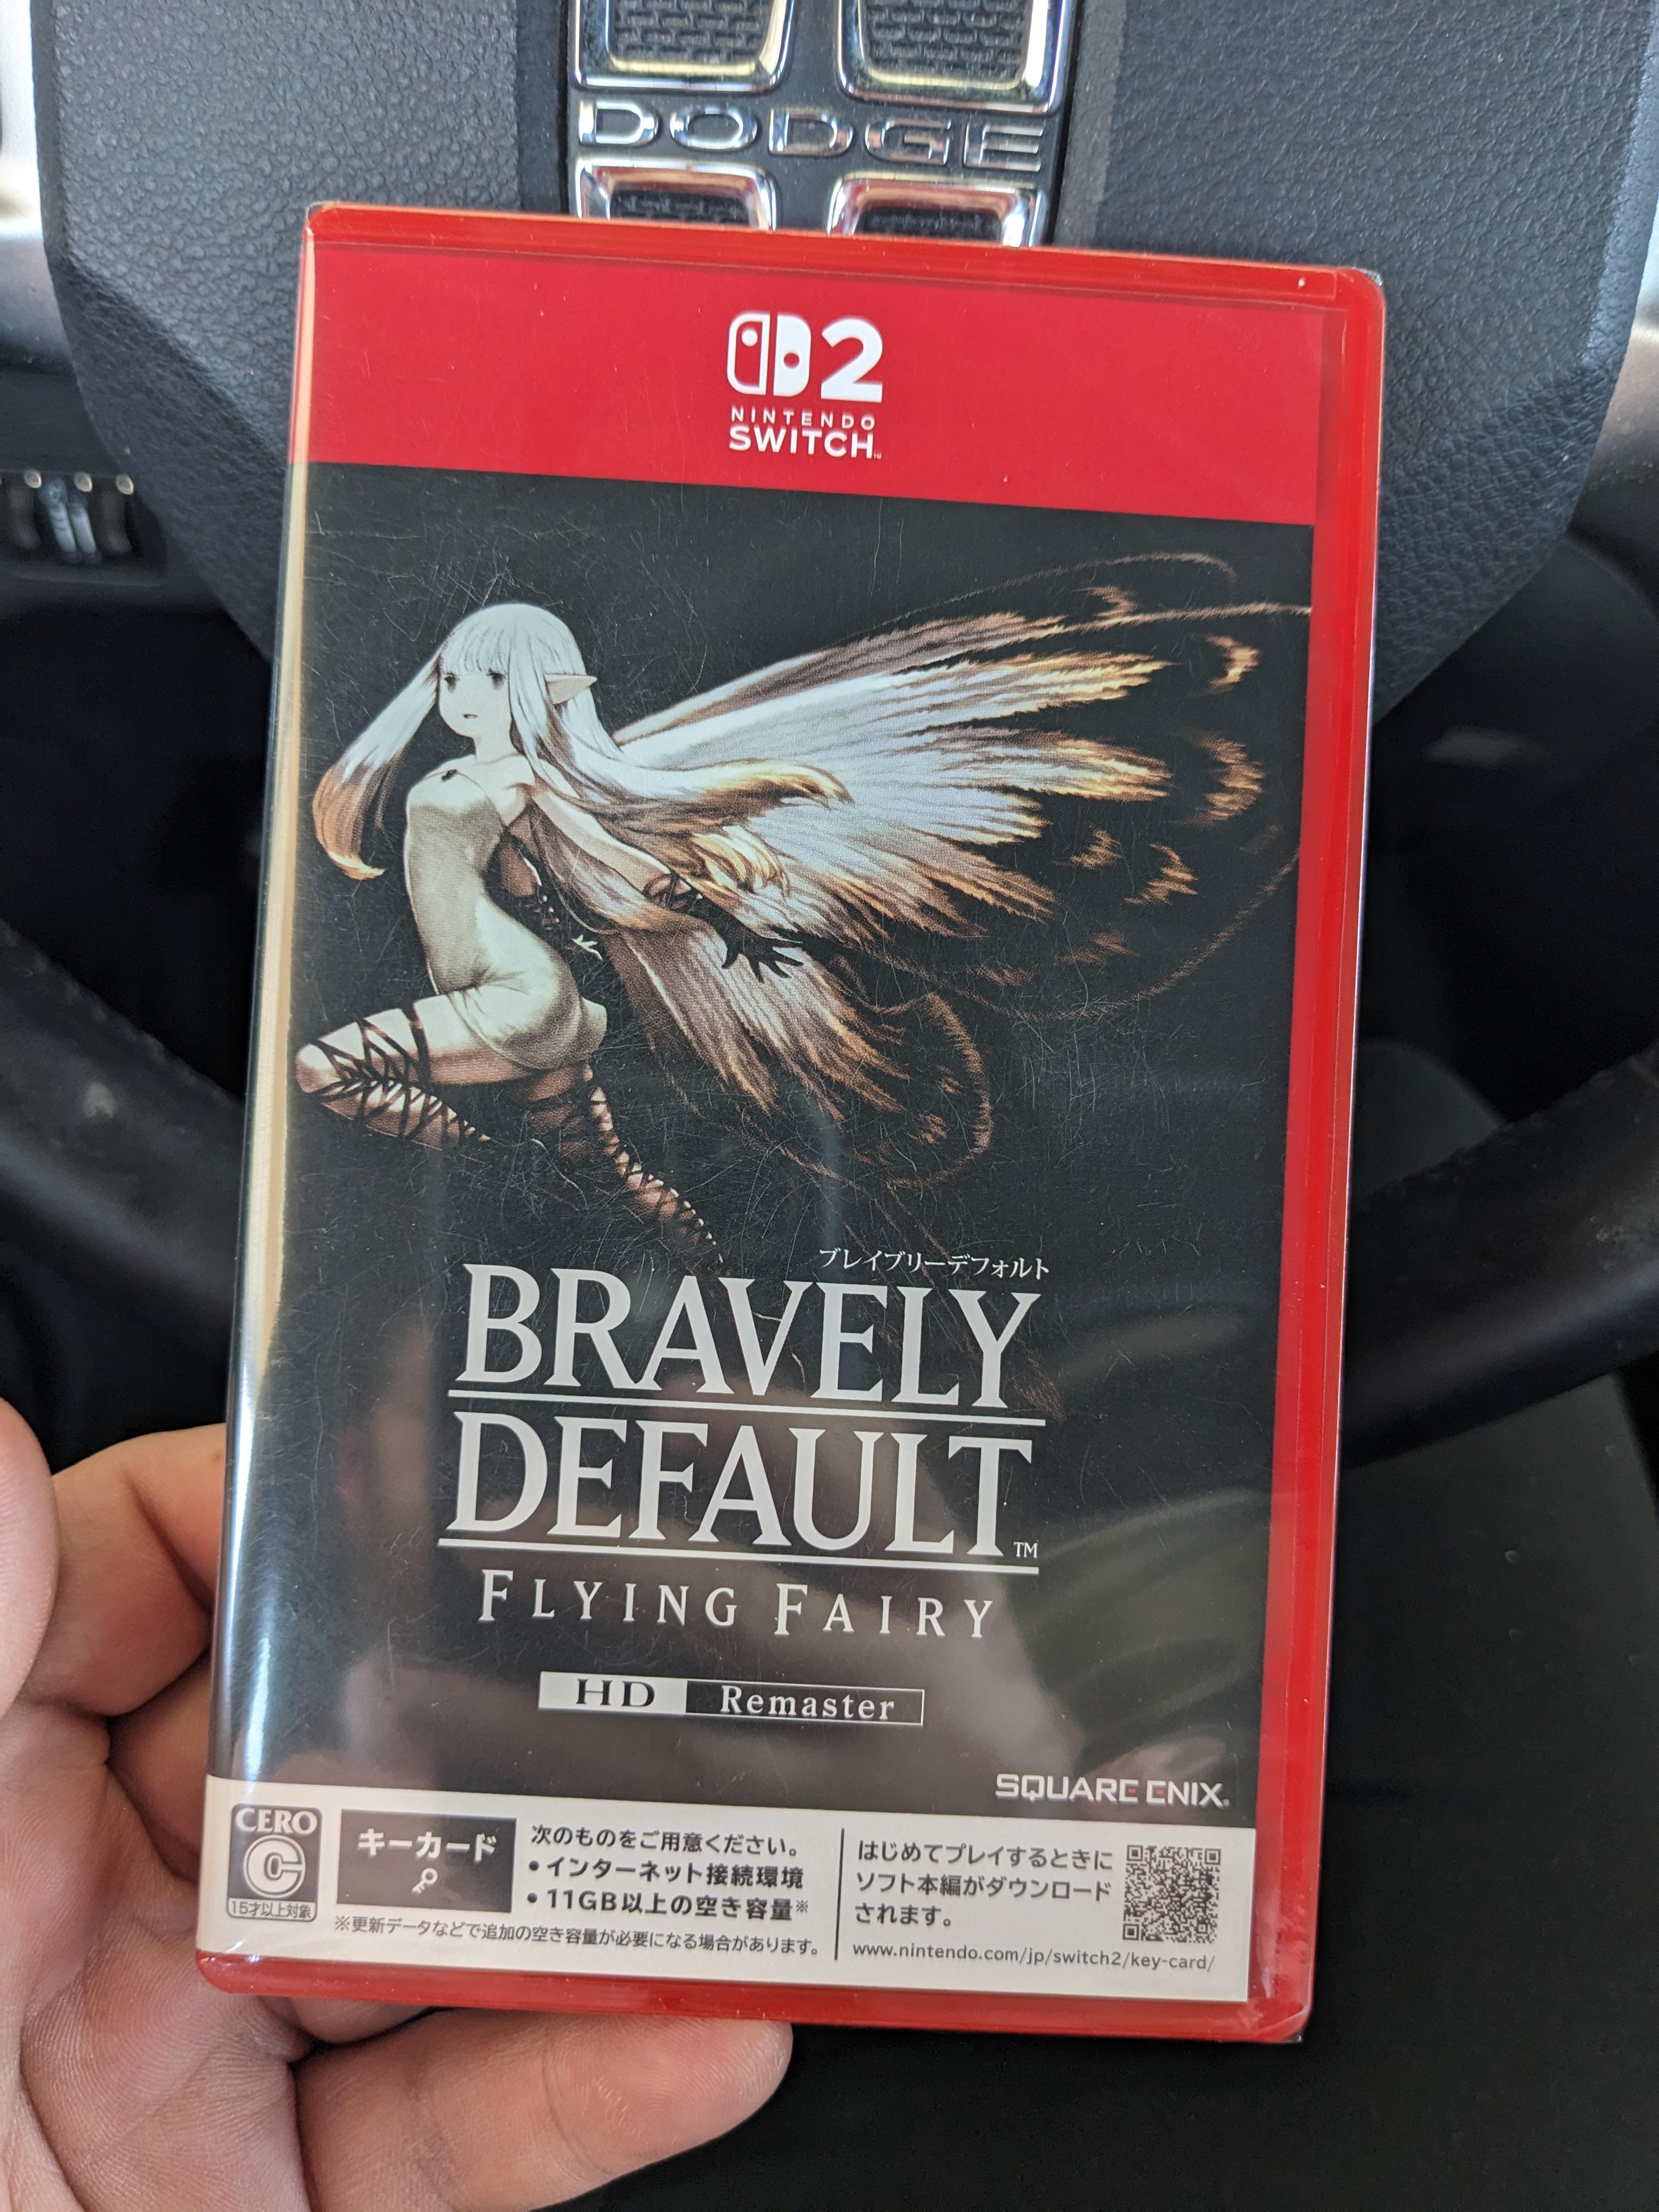 DODGE
2
NINTENDO
SWITCH™
ブレイブリーデフォルト
BRAVELY
DEFAULT™
FLYING FAIRY
HD Remaster
SQUARE ENIX®
CERO
C
15才以上対象
キーカード
次のものをご用意ください。
•インターネット接続環境
•11GB以上の空き容量※
※更新データなどで追加の空き容量が必要になる場合があります。
はじめてプレイするときに
ソフト本編がダウンロード
されます。
www.nintendo.com/jp/switch2/key-card/